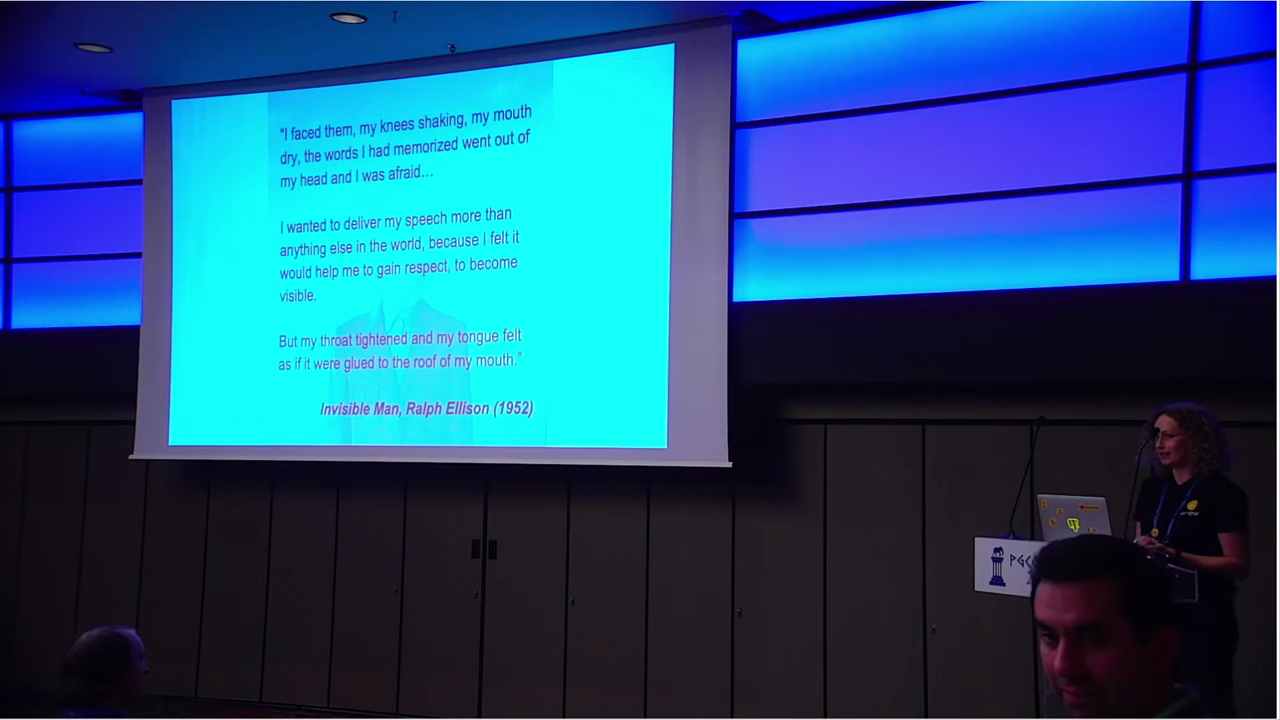 "I faced them, my knees shaking, my mouth
dry, the words I had memorized went out of
my head and I was afraid…
I wanted to deliver my speech more than
anything else in the world, because I felt it
would help me to gain respect, to become
visible.
But my throat tightened and my tongue felt
as if it were glued to the roof of my mouth."
Invisible Man, Ralph Ellison (1952)